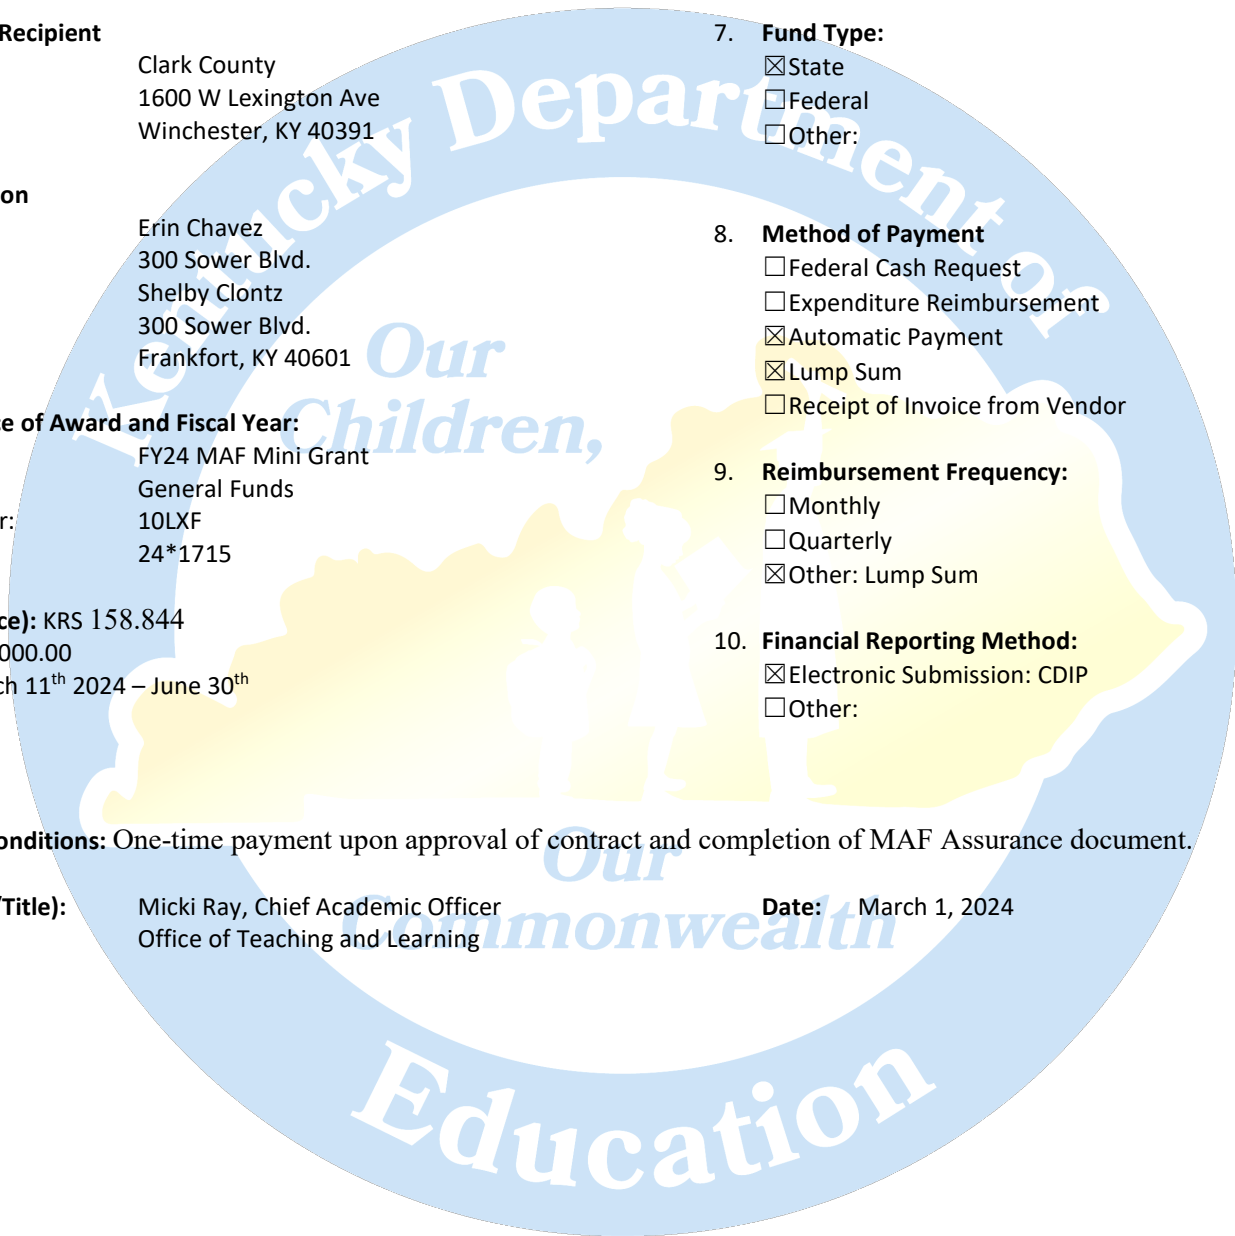 Recipient
Clark County
1600 W Lexington Ave
Winchester, KY 40391
on
Erin Chavez
300 Sower Blvd.
Shelby Clontz
300 Sower Blvd.
Frankfort, KY 40601
ce of Award and Fiscal Year:
FY24 MAF Mini Grant
General Funds
r: 10LXF
24*1715
ce): KRS 158.844
000.00
ch 11th 2024 – June 30th
7. Fund Type:
☒State
☐Federal
☐Other:
8. Method of Payment
☐Federal Cash Request
☐Expenditure Reimbursement
☒Automatic Payment
☒Lump Sum
☐Receipt of Invoice from Vendor
9. Reimbursement Frequency:
☐Monthly
☐Quarterly
☒Other: Lump Sum
10. Financial Reporting Method:
☒Electronic Submission: CDIP
☐Other:
onditions: One-time payment upon approval of contract and completion of MAF Assurance document.
/Title): Micki Ray, Chief Academic Officer Date: March 1, 2024
Office of Teaching and Learning
Kentucky Department of
Education
Our
Children,
Our
Commonwealth